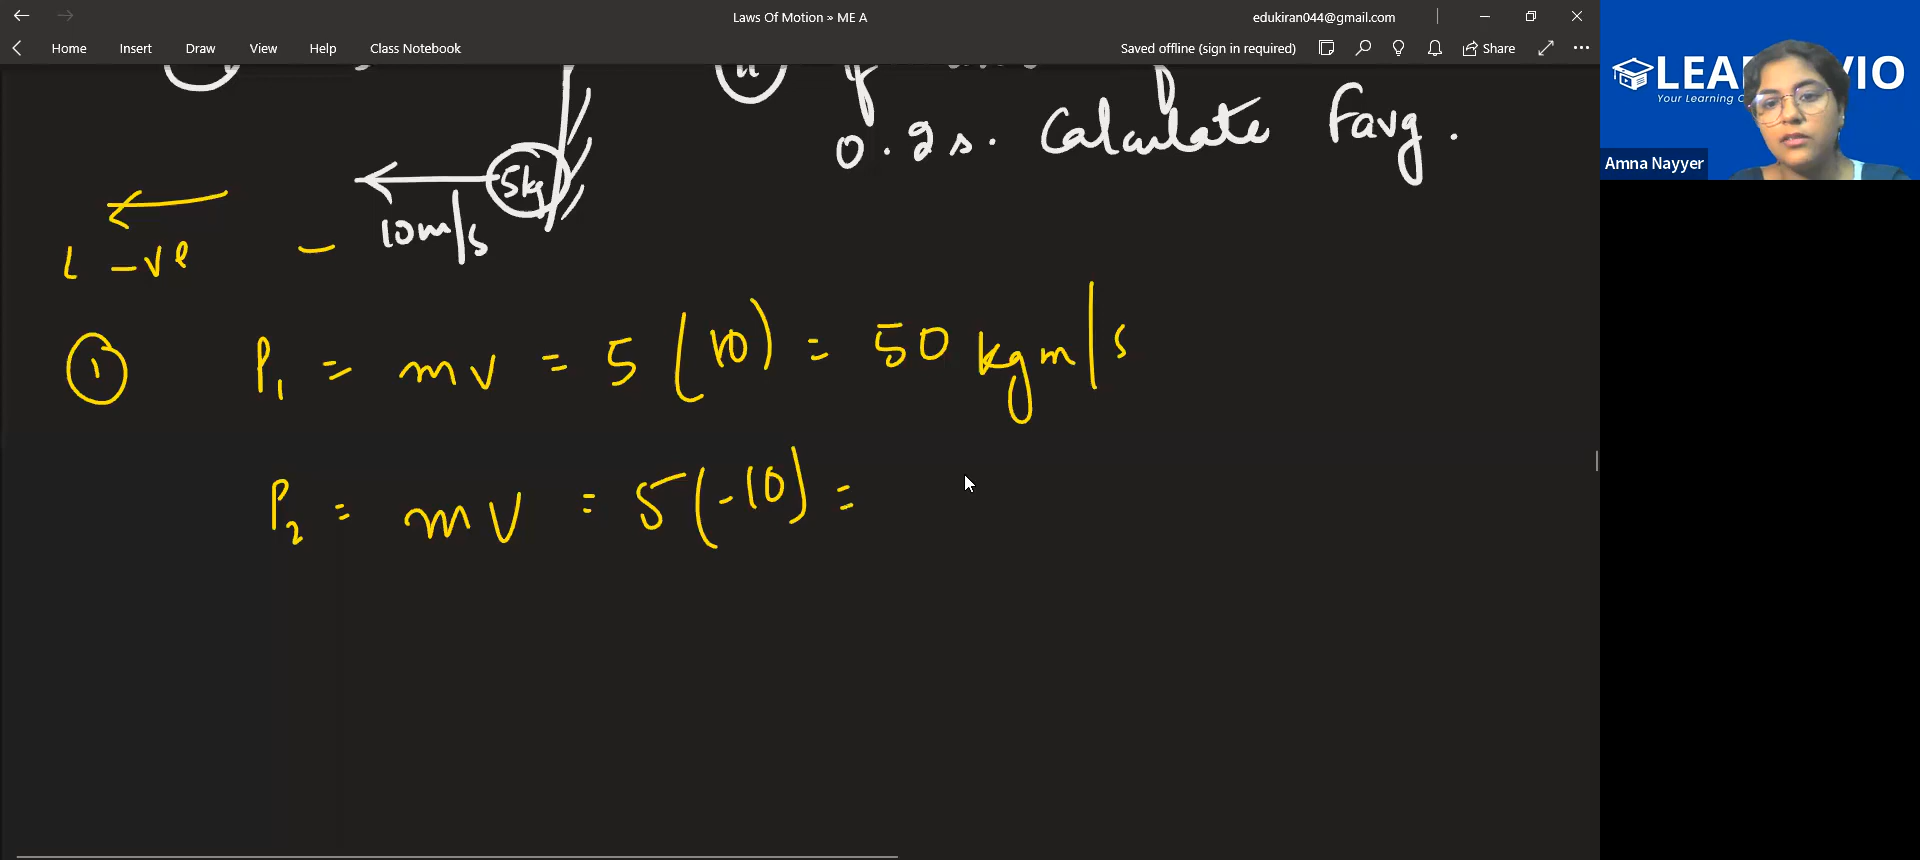 Laws Of Motion » ME A
edukiran044@gmail.com
Home Insert Draw View Help Class Notebook
Saved offline (sign in required) Share
LEA VIO
Your Learning C
Amna Nayyer
0.2s. Calculate Favg.
5kg
10m/s
-ve -
1 P1 = mv = 5(10) = 50 kgm/s
P2 = mv = 5(-10) =